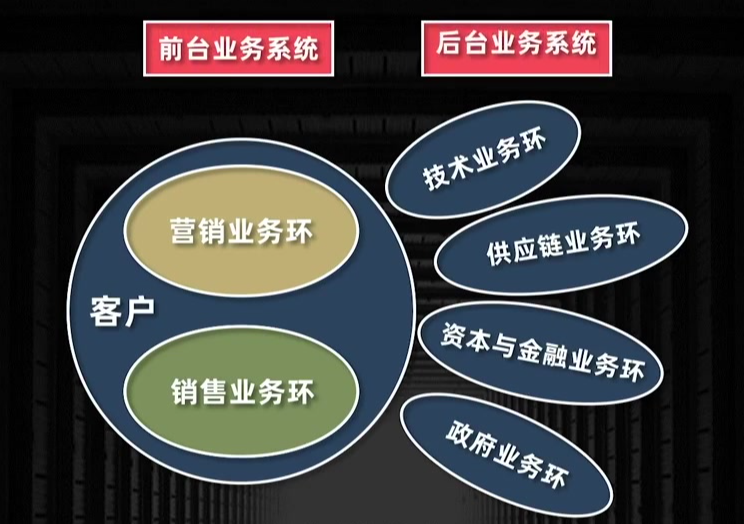 前台业务系统
后台业务系统
营销业务环
客户
销售业务环
技术业务环
供应链业务环
资本与金融业务环
政府业务环